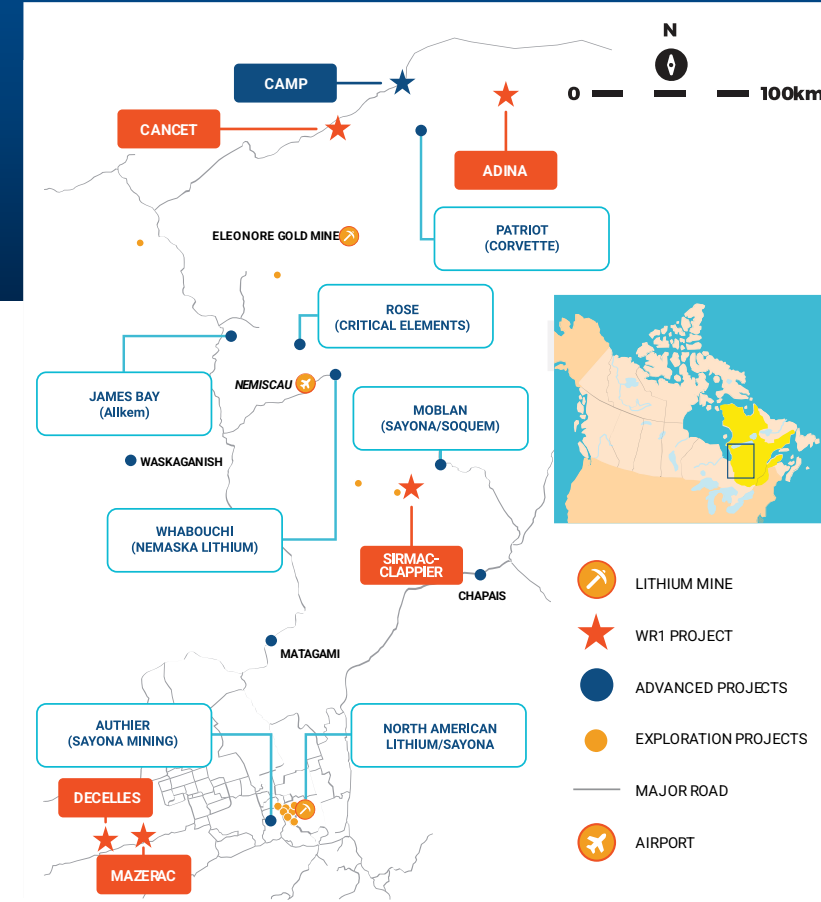 N
0
100km
CAMP
CANCET
ADINA
PATRIOT
(CORVETTE)
ELEONORE GOLD MINE
ROSE
(CRITICAL ELEMENTS)
JAMES BAY
(Allkem)
NEMISCAU
MOBLAN
(SAYONA/SOQUEM)
WASKAGANISH
WHABOUCHI
(NEMASKA LITHIUM)
SIRMAC-
CLAPPIER
CHAPAIS
MATAGAMI
AUTHIER
(SAYONA MINING)
NORTH AMERICAN
LITHIUM/SAYONA
DECELLES
MAZERAC
LITHIUM MINE
WR1 PROJECT
ADVANCED PROJECTS
EXPLORATION PROJECTS
MAJOR ROAD
AIRPORT